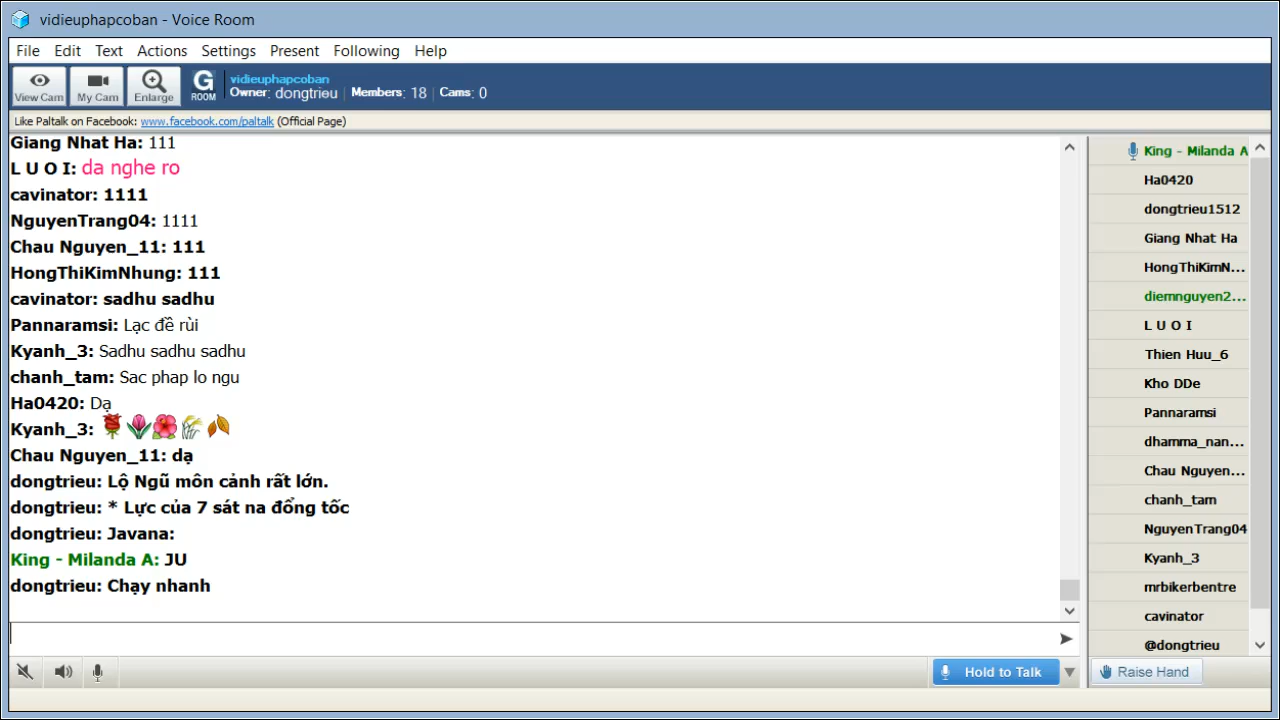 vidieuphapcoban - Voice Room
File Edit Text Actions Settings Present Following Help
View Cam My Cam Enlarge G ROOM
vidieuphapcoban
Owner: dongtrieu Members: 18 Cams: 0
Like Paltalk on Facebook: www.facebook.com/paltalk (Official Page)
Giang Nhat Ha: 111
L U O I: da nghe ro
cavinator: 1111
NguyenTrang04: 1111
Chau Nguyen_11: 111
HongThiKimNhung: 111
cavinator: sadhu sadhu
Pannaramsi: Lạc đề rùi
Kyanh_3: Sadhu sadhu sadhu
chanh_tam: Sac phap lo ngu
Ha0420: Dạ
Kyanh_3:
Chau Nguyen_11: dạ
dongtrieu: Lộ Ngũ môn cảnh rất lớn.
dongtrieu: * Lực của 7 sát na đổng tốc
dongtrieu: Javana:
King - Milanda A: JU
dongtrieu: Chạy nhanh
King - Milanda A
Ha0420
dongtrieu1512
Giang Nhat Ha
HongThiKimN...
diemnguyen2...
L U O I
Thien Huu_6
Kho DDe
Pannaramsi
dhamma_nan...
Chau Nguyen...
chanh_tam
NguyenTrang04
Kyanh_3
mrbikerbentre
cavinator
@dongtrieu
Hold to Talk
Raise Hand